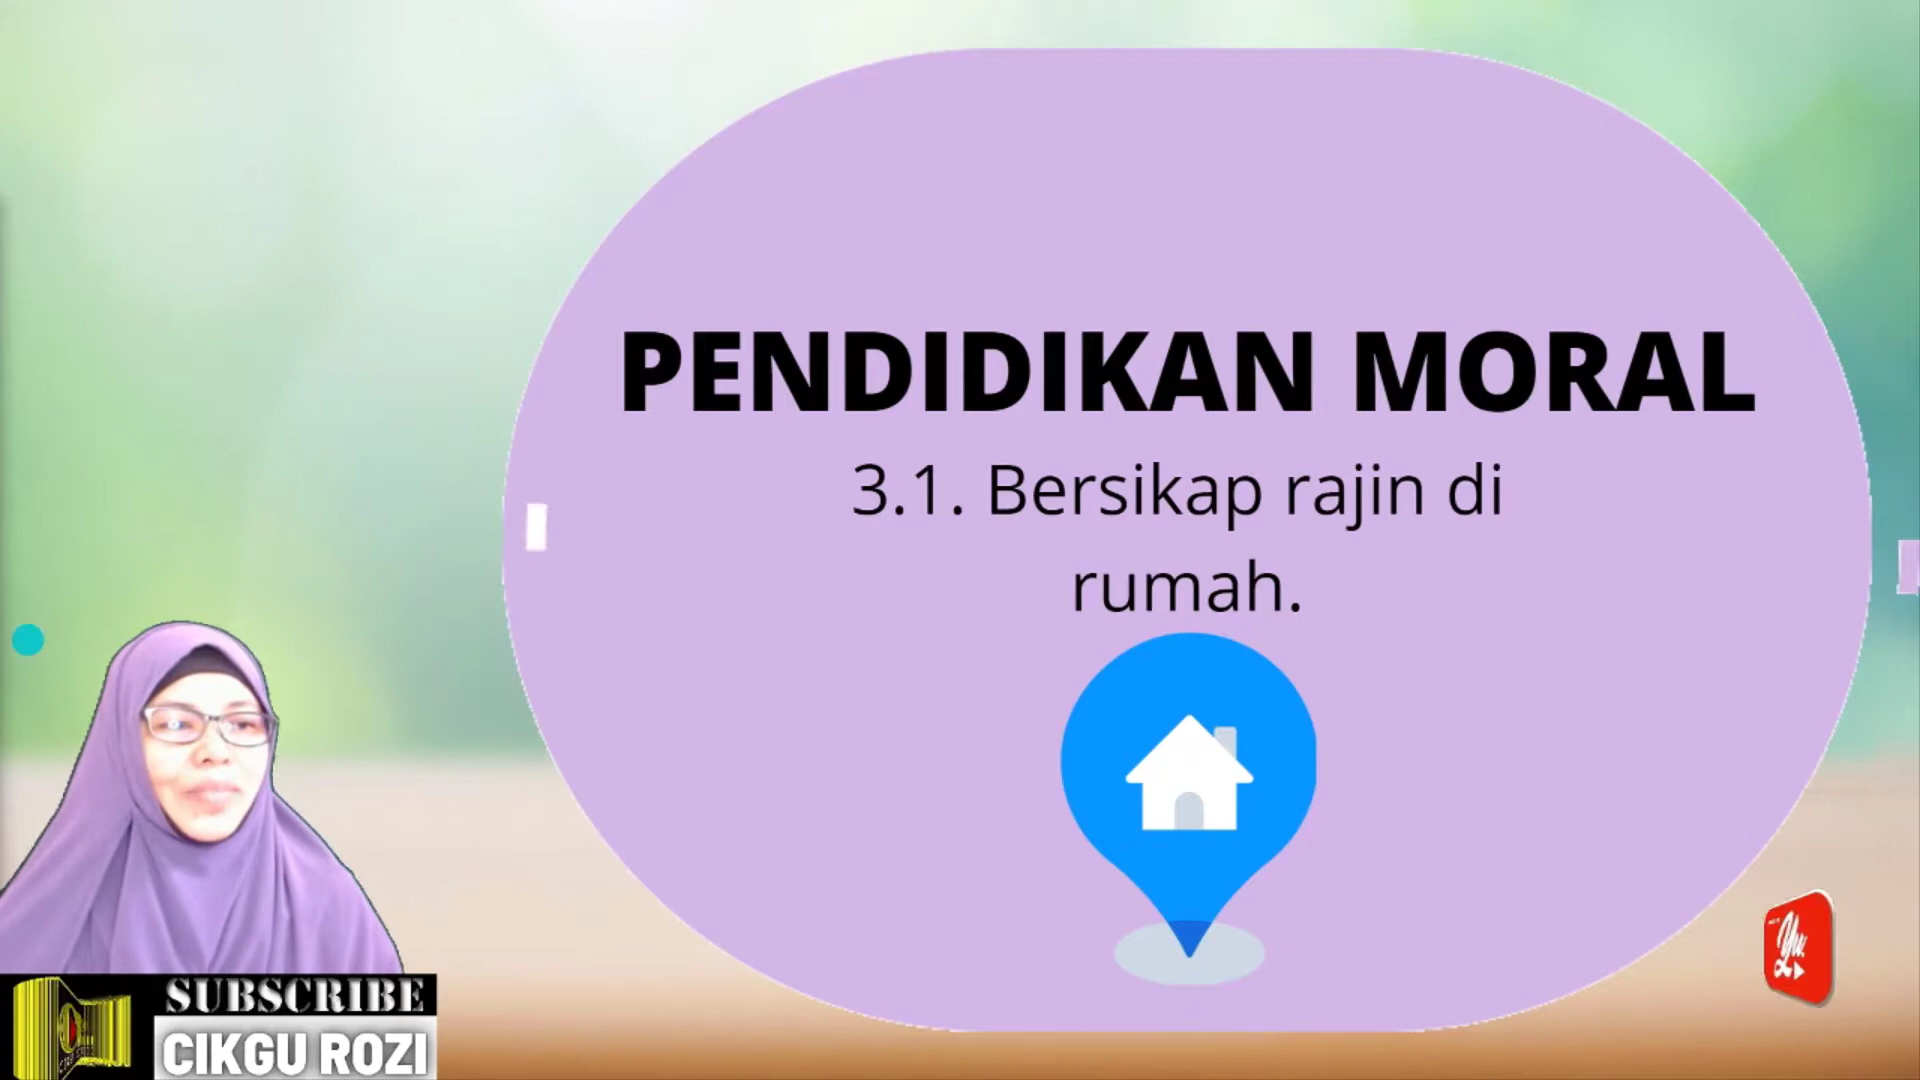 PENDIDIKAN MORAL
3.1. Bersikap rajin di
rumah.
SUBSCRIBE
CIKGU ROZI